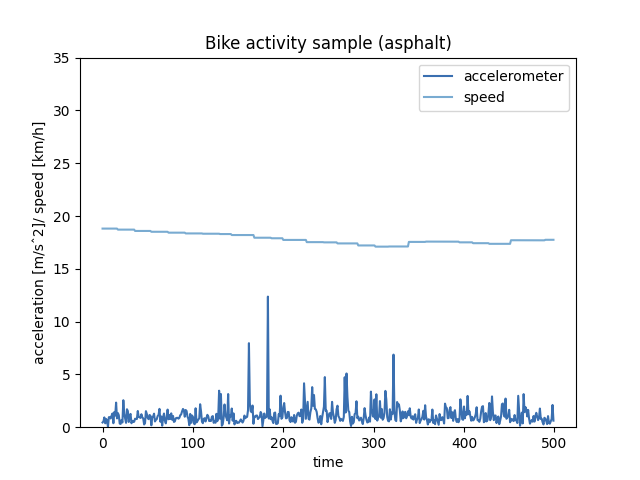 Bike activity sample (asphalt)
accelerometer
speed
acceleration [m/s^2]/ speed [km/h]
35
30
25
20
15
10
5
0
0 100 200 300 400 500
time